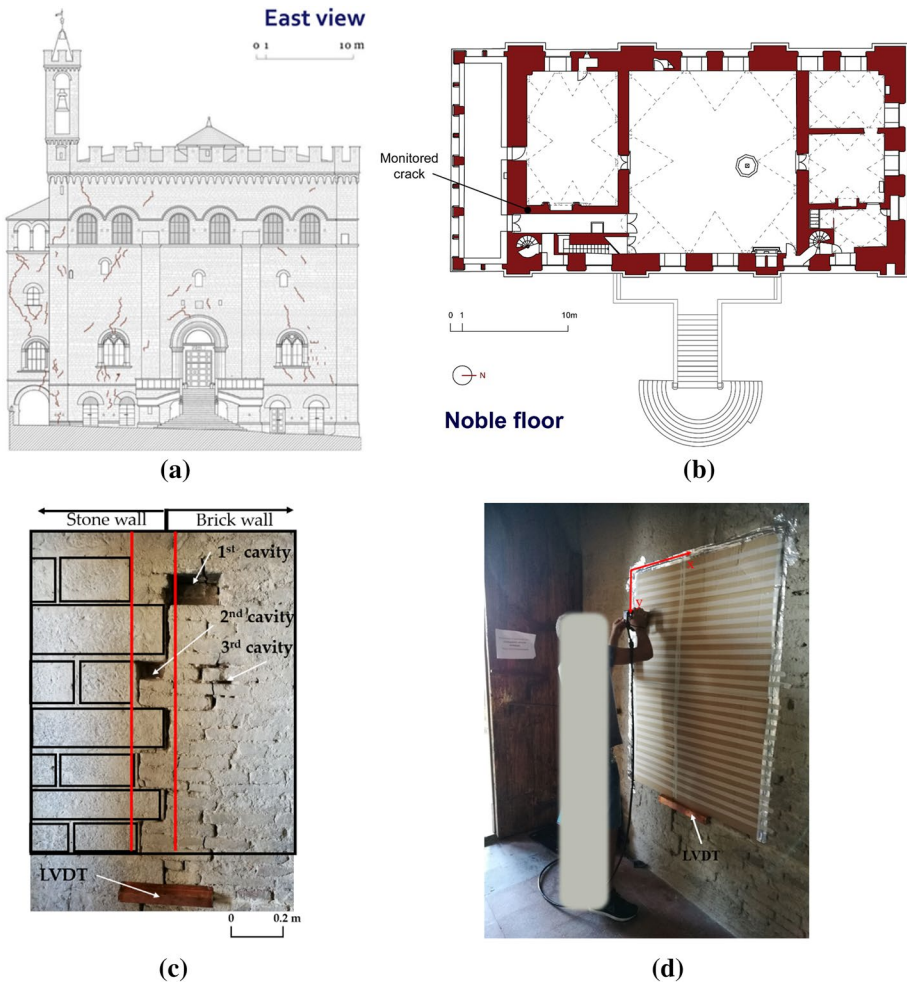 East view
0 1 10 m
(a)
Monitored
crack
0 1 10m
N
Noble floor
(b)
Stone wall Brick wall
1st cavity
2nd cavity
3rd cavity
LVDT
0 0.2 m
(c)
X
Y
LVDT
(d)